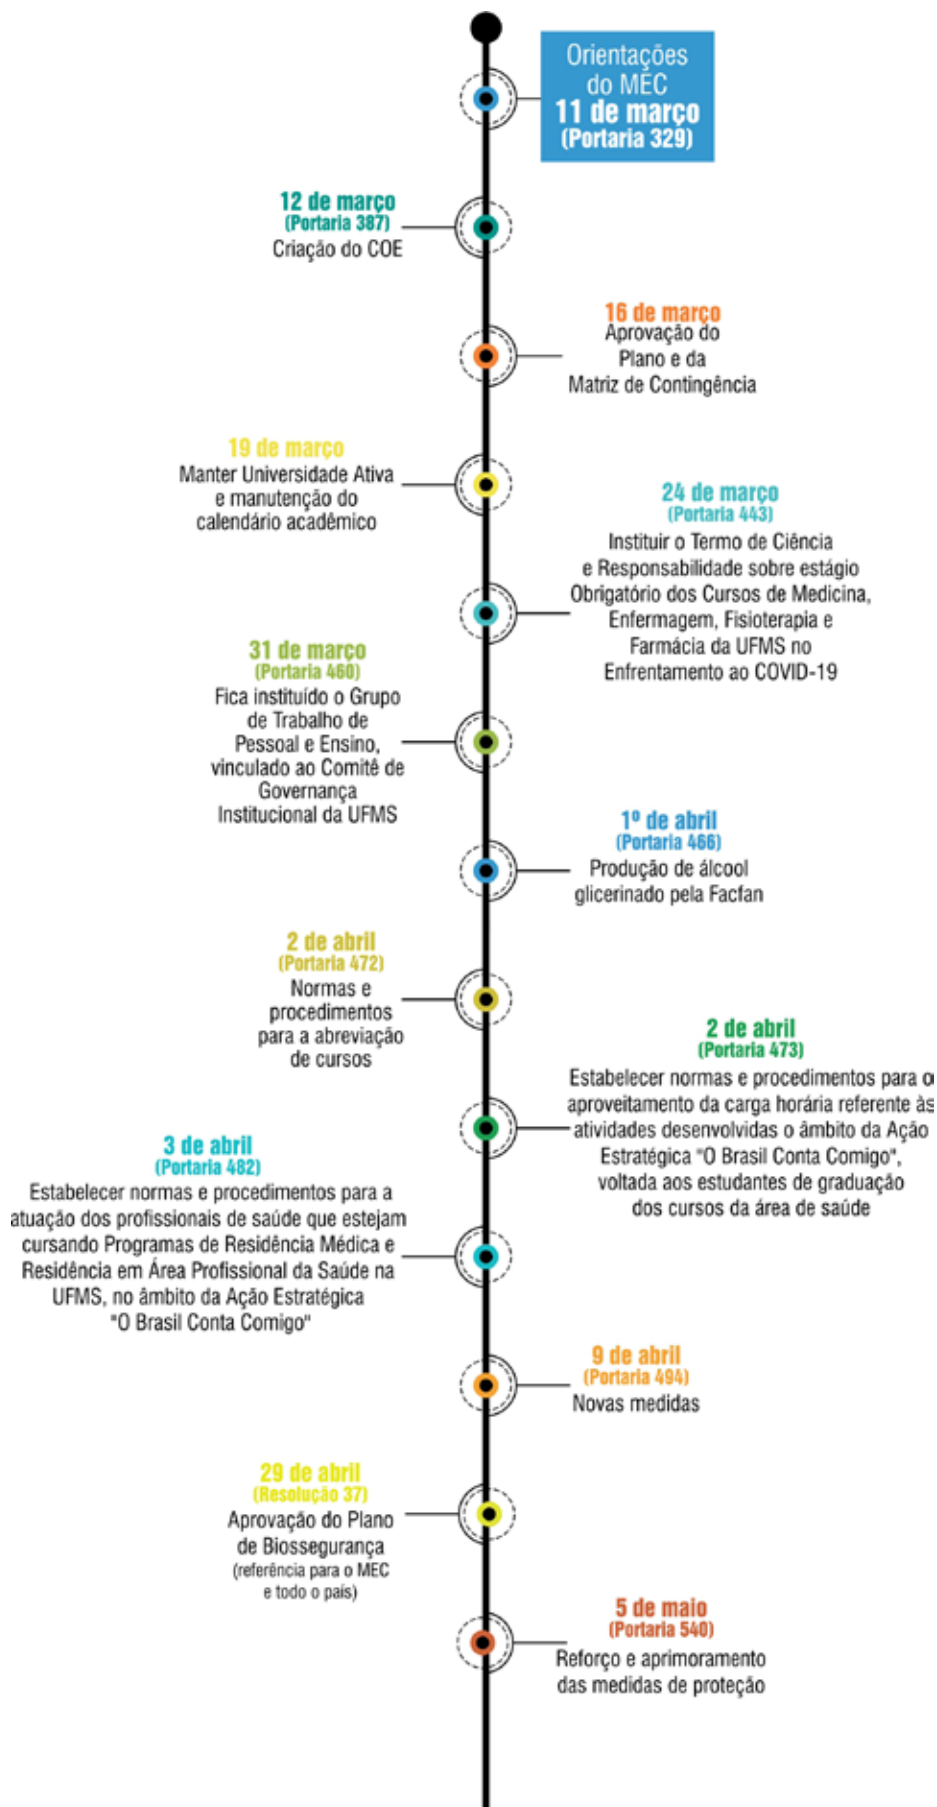 Orientações
do MEC
11 de março
(Portaria 329)
12 de março
(Portaria 387)
Criação do COE
16 de março
Aprovação do
Plano e da
Matriz de Contingência
19 de março
Manter Universidade Ativa
e manutenção do
calendário acadêmico
24 de março
(Portaria 443)
Instituir o Termo de Ciência
e Responsabilidade sobre estágio
Obrigatório dos Cursos de Medicina,
Enfermagem, Fisioterapia e
Farmácia da UFMS no
Enfrentamento ao COVID-19
31 de março
(Portaria 460)
Fica instituído o Grupo
de Trabalho de
Pessoal e Ensino,
vinculado ao Comitê de
Governança
Institucional da UFMS
1º de abril
(Portaria 466)
Produção de álcool
glicerinado pela Facfan
2 de abril
(Portaria 472)
Normas e
procedimentos
para a abreviação
de cursos
2 de abril
(Portaria 473)
Estabelecer normas e procedimentos para o
aproveitamento da carga horária referente às
atividades desenvolvidas o âmbito da Ação
Estratégica "O Brasil Conta Comigo",
voltada aos estudantes de graduação
dos cursos da área de saúde
3 de abril
(Portaria 482)
Estabelecer normas e procedimentos para a
atuação dos profissionais de saúde que estejam
cursando Programas de Residência Médica e
Residência em Área Profissional da Saúde na
UFMS, no âmbito da Ação Estratégica
"O Brasil Conta Comigo"
9 de abril
(Portaria 494)
Novas medidas
29 de abril
(Resolução 37)
Aprovação do Plano
de Biossegurança
(referência para o MEC
e todo o país)
5 de maio
(Portaria 540)
Reforço e aprimoramento
das medidas de proteção